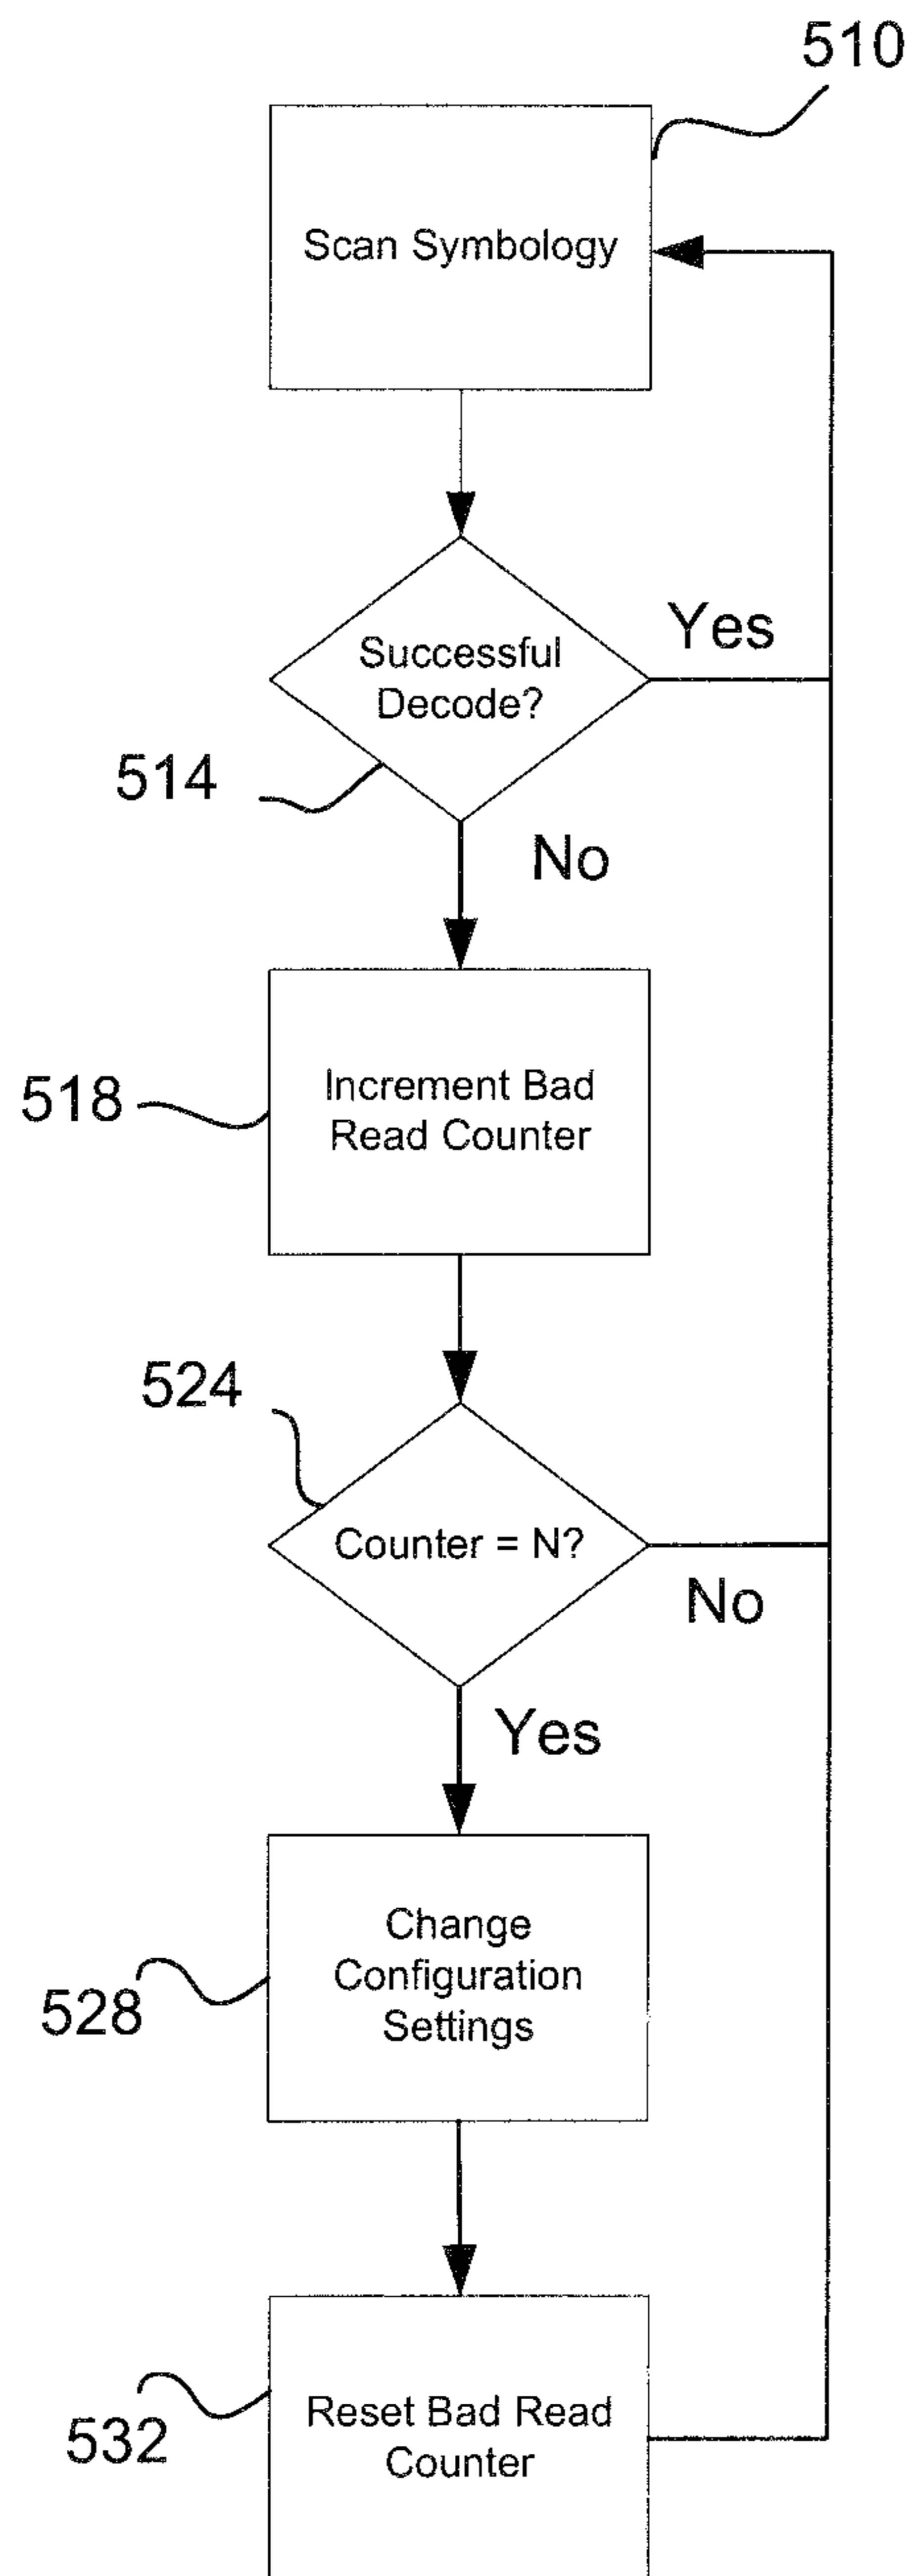 510
Scan Symbology
Successful
Decode?
Yes
514
No
Increment Bad
Read Counter
518
524
Counter = N?
No
Yes
Change
Configuration
Settings
528
Reset Bad Read
Counter
532